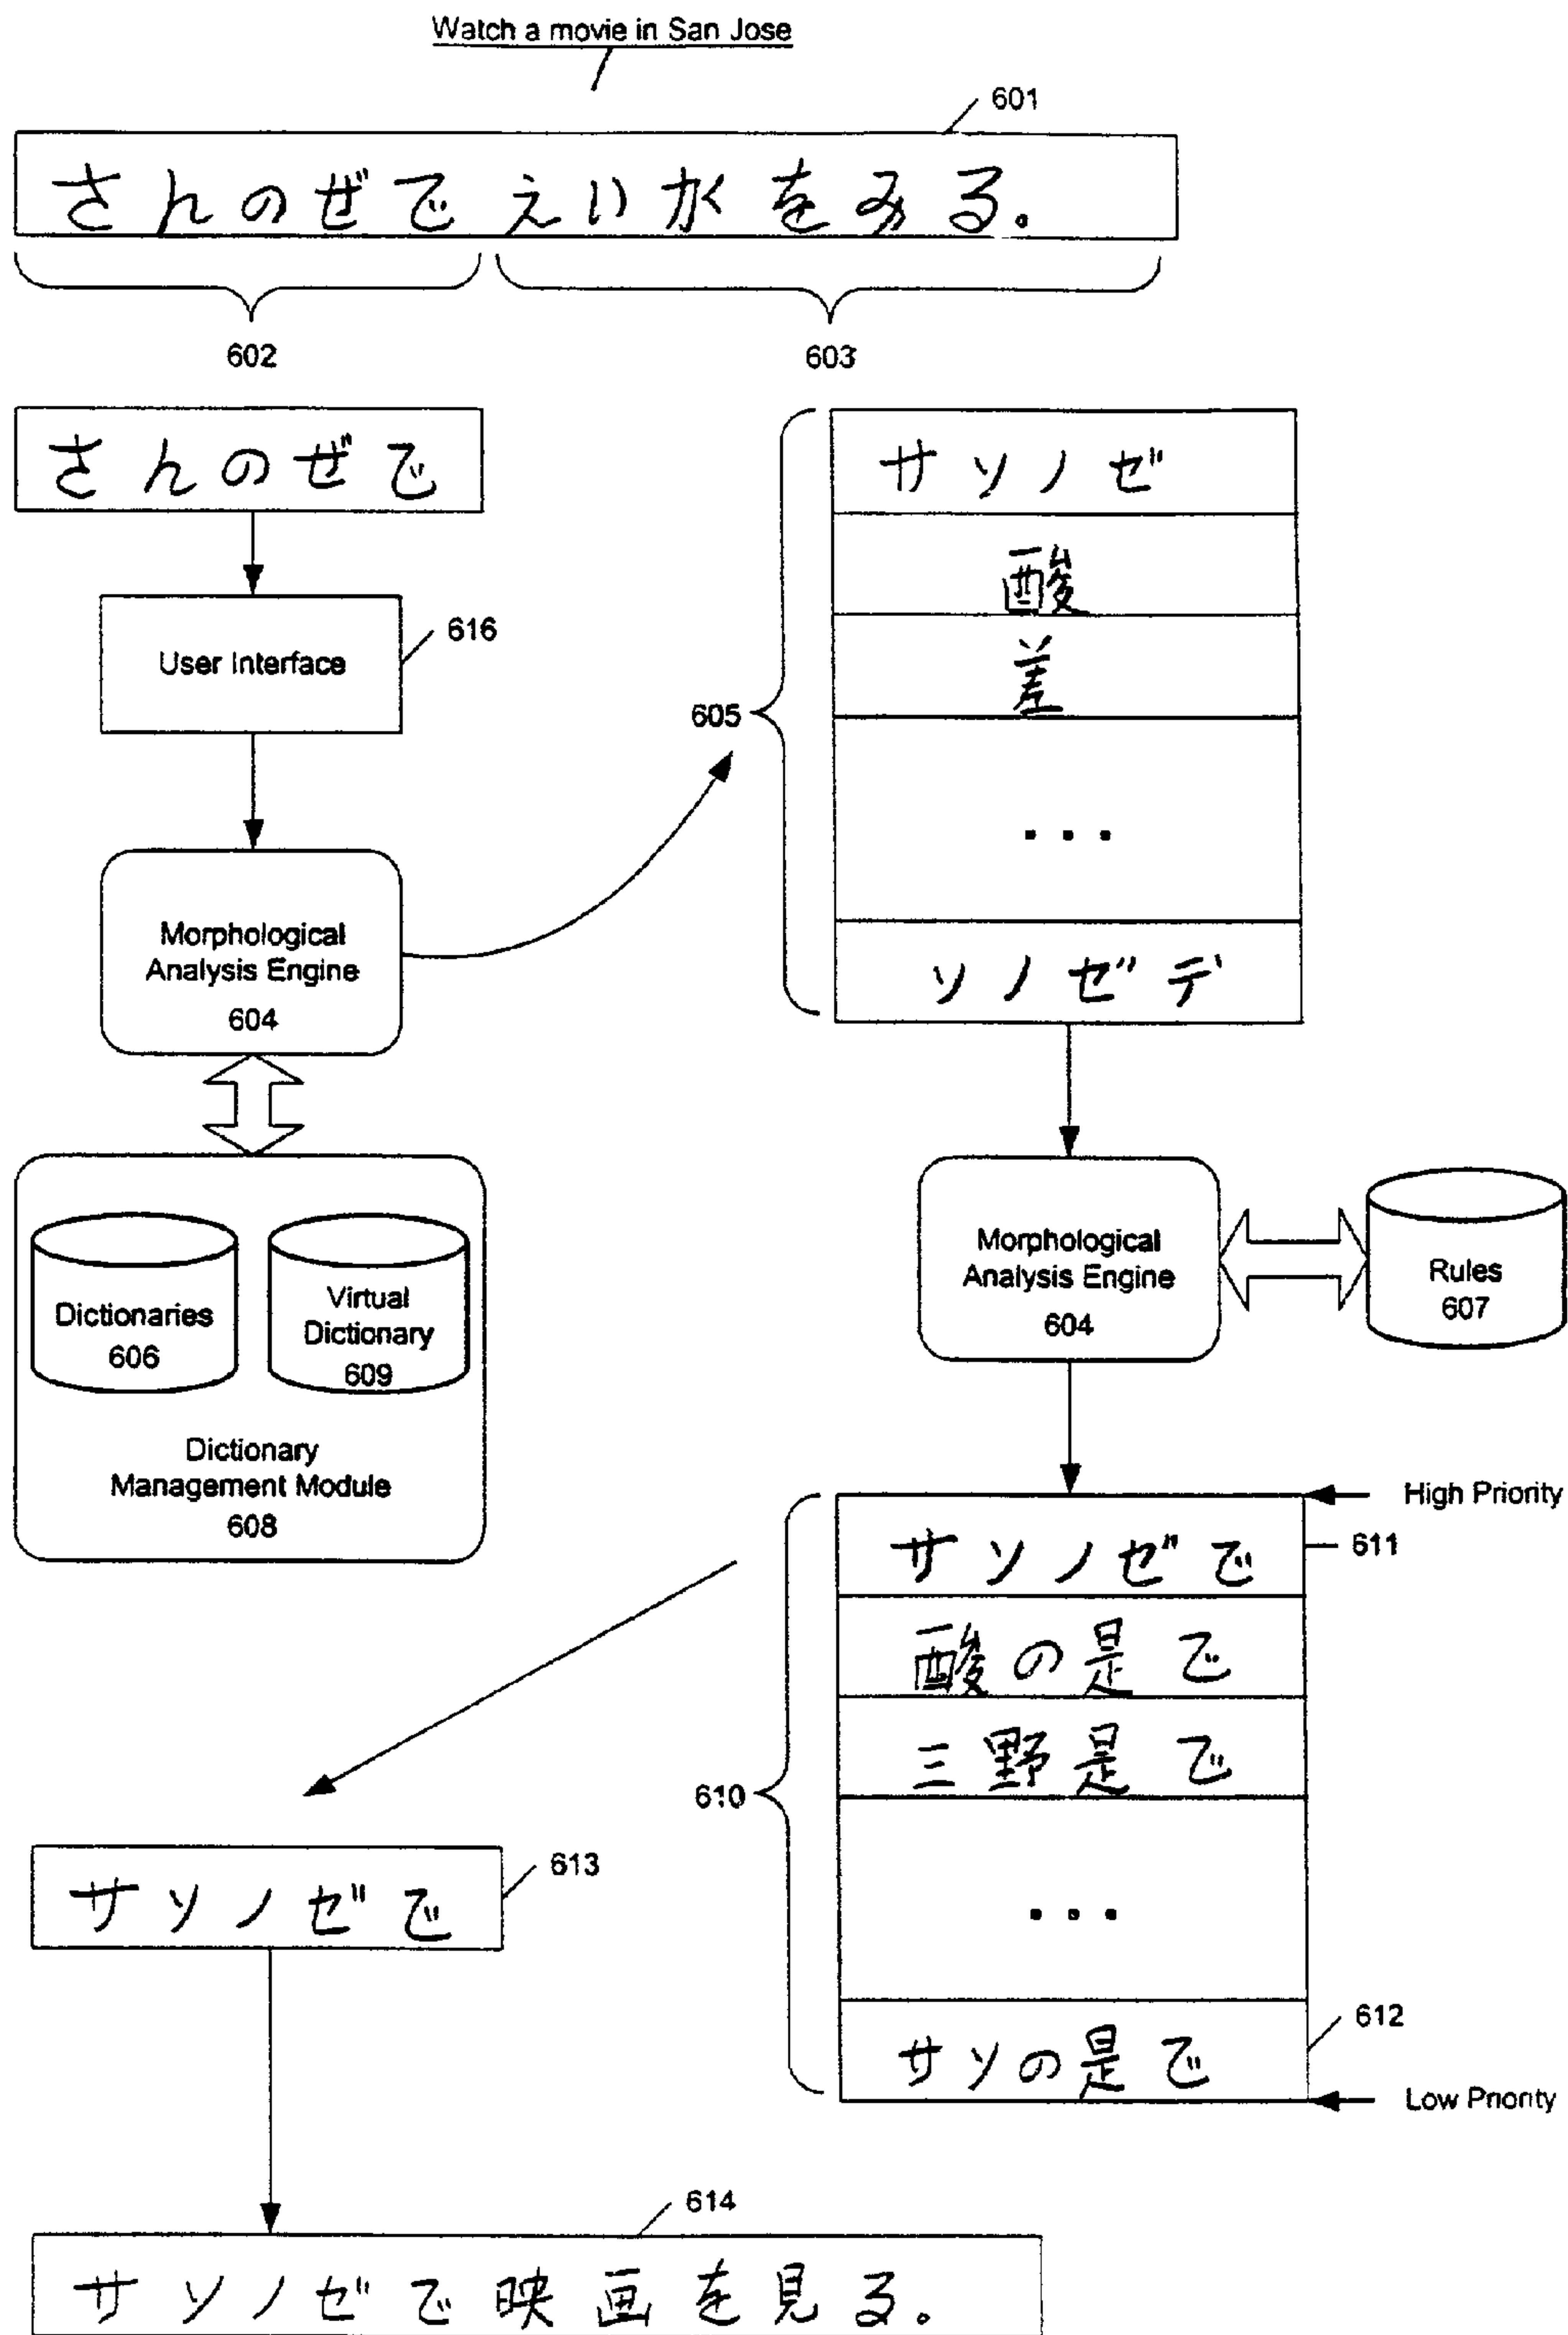 Watch a movie in San Jose
601
さんのぜでえいがをみる。
602
603
さんのぜで
User Interface
616
Morphological
Analysis Engine
604
Dictionaries
606
Virtual
Dictionary
609
Dictionary
Management Module
608
605
サソノゼ
酸
差
...
ソノゼデ
Morphological
Analysis Engine
604
Rules
607
High Priority
611
610
サソノゼで
酸の是で
三野是で
...
サソの是で
612
Low Priority
613
サソノゼで
614
サソノゼで映画を見る。